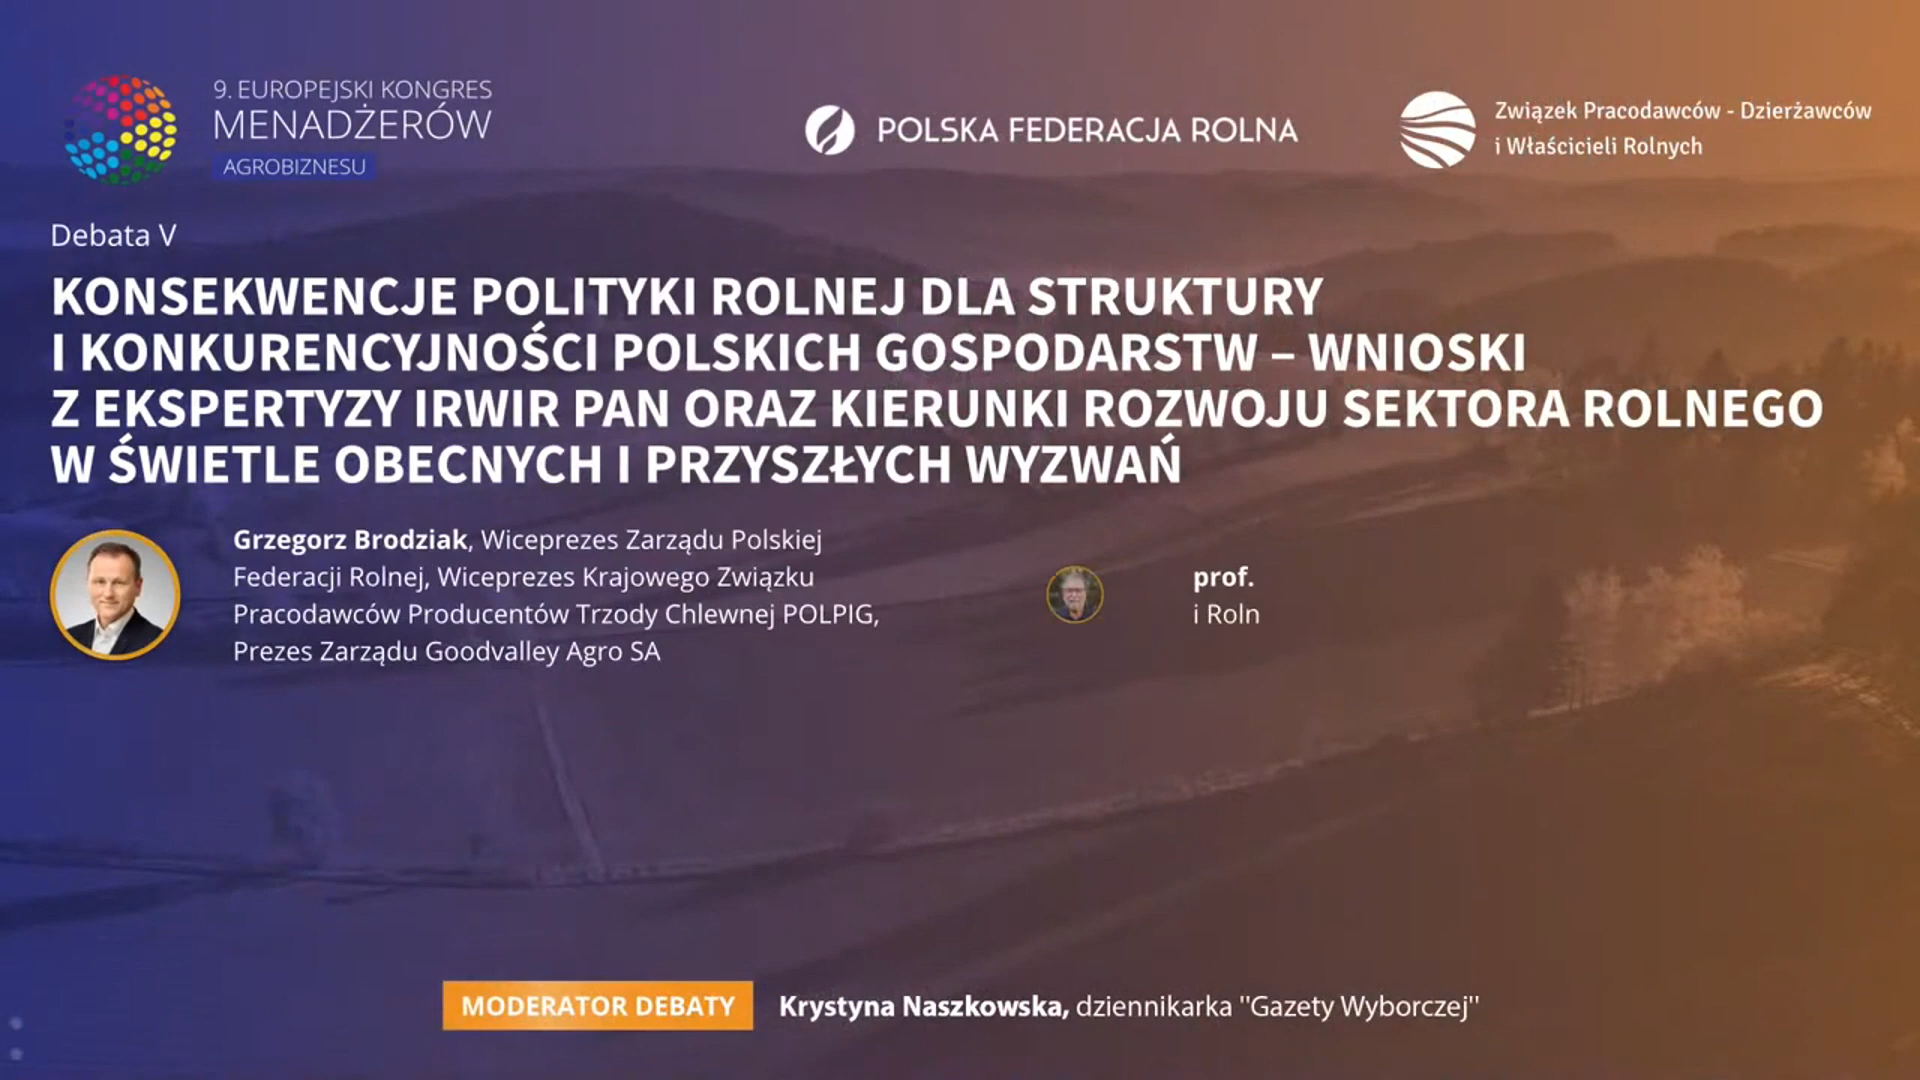 9. EUROPEJSKI KONGRES
MENADŻERÓW
AGROBIZNESU
POLSKA FEDERACJA ROLNA
Związek Pracodawców - Dzierżawców
i Właścicieli Rolnych
Debata V
KONSEKWENCJE POLITYKI ROLNEJ DLA STRUKTURY
I KONKURENCYJNOŚCI POLSKICH GOSPODARSTW – WNIOSKI
Z EKSPERTYZY IRWIR PAN ORAZ KIERUNKI ROZWOJU SEKTORA ROLNEGO
W ŚWIETLE OBECNYCH I PRZYSZŁYCH WYZWAŃ
Grzegorz Brodziak, Wiceprezes Zarządu Polskiej
Federacji Rolnej, Wiceprezes Krajowego Związku
Pracodawców Producentów Trzody Chlewnej POLPIG,
Prezes Zarządu Goodvalley Agro SA
prof.
i Roln
MODERATOR DEBATY
Krystyna Naszkowska, dziennikarka "Gazety Wyborczej"